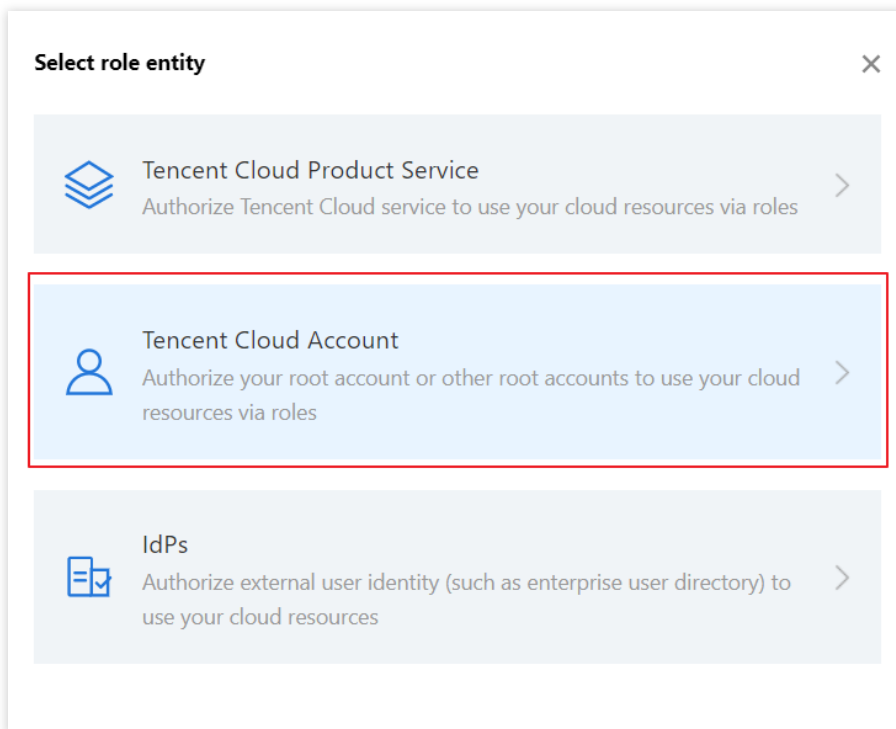 Select role entity
Tencent Cloud Product Service
Authorize Tencent Cloud service to use your cloud resources via roles
Tencent Cloud Account
Authorize your root account or other root accounts to use your cloud
resources via roles
IdPs
Authorize external user identity (such as enterprise user directory) to
use your cloud resources